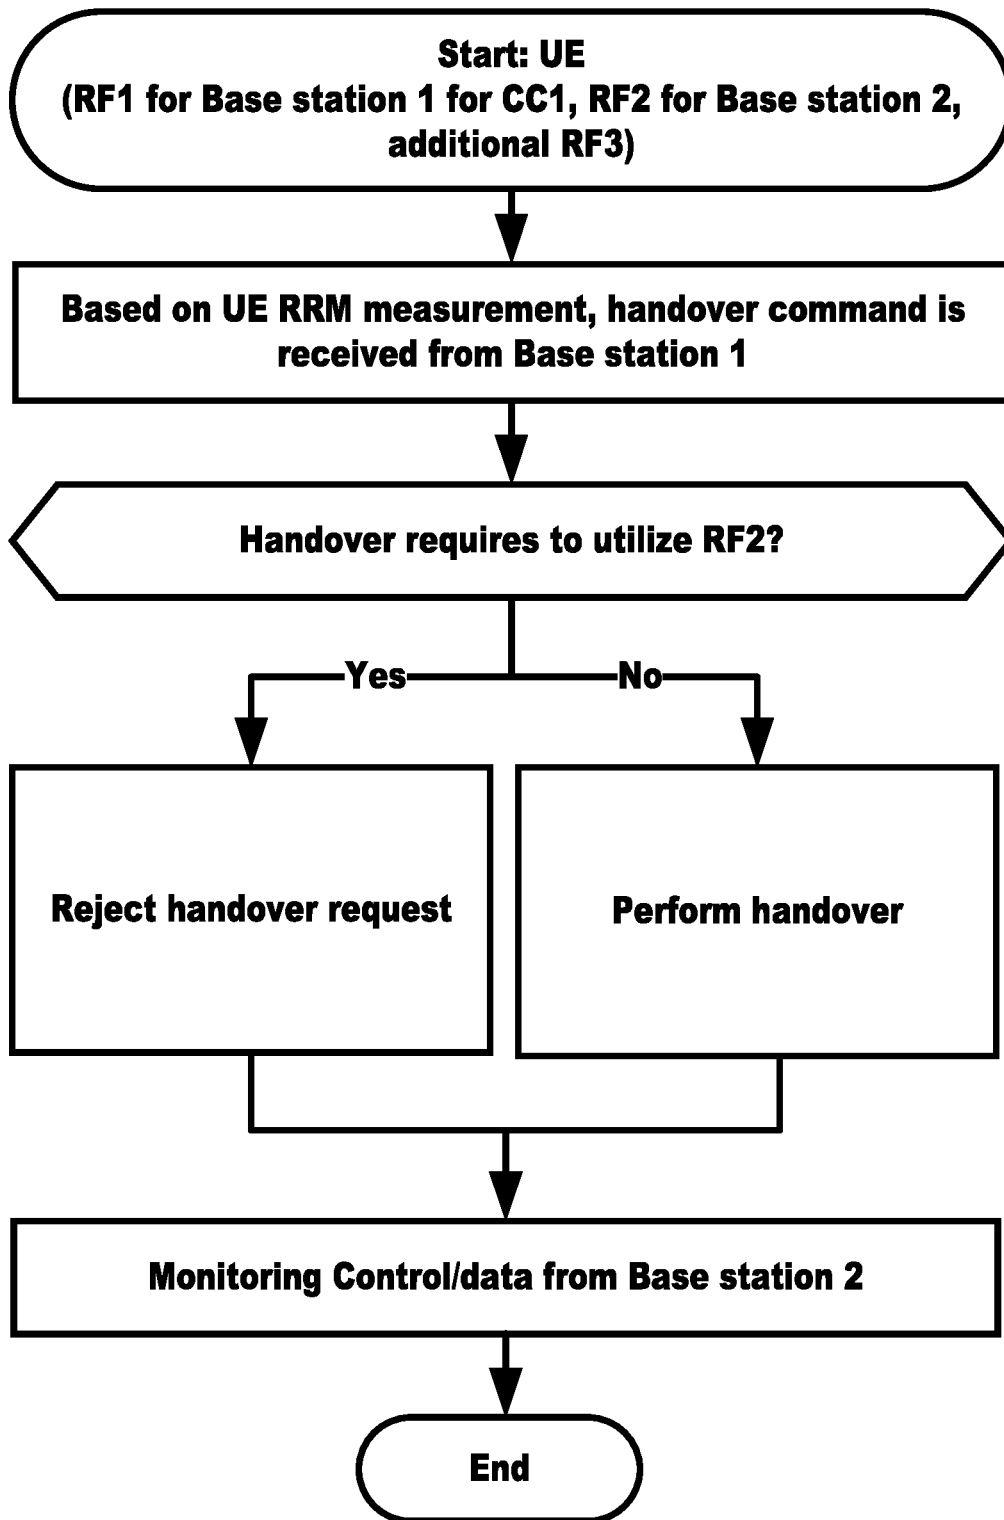 Start: UE
(RF1 for Base station 1 for CC1, RF2 for Base station 2,
additional RF3)
Based on UE RRM measurement, handover command is
received from Base station 1
Handover requires to utilize RF2?
Yes
No
Reject handover request
Perform handover
Monitoring Control/data from Base station 2
End